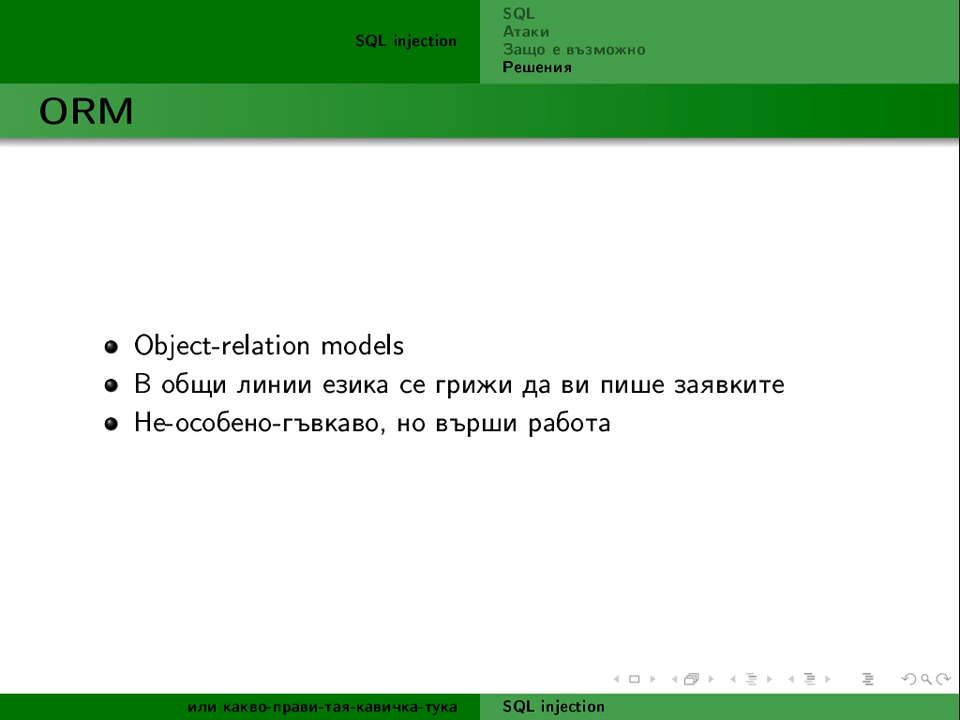 SQL injection
SQL
Атаки
Защо е възможно
Решения
ORM
Object-relation models
В общи линии езика се грижи да ви пише заявките
Не-особено-гъвкаво, но върши работа
или какво-прави-тая-кавичка-тука
SQL injection